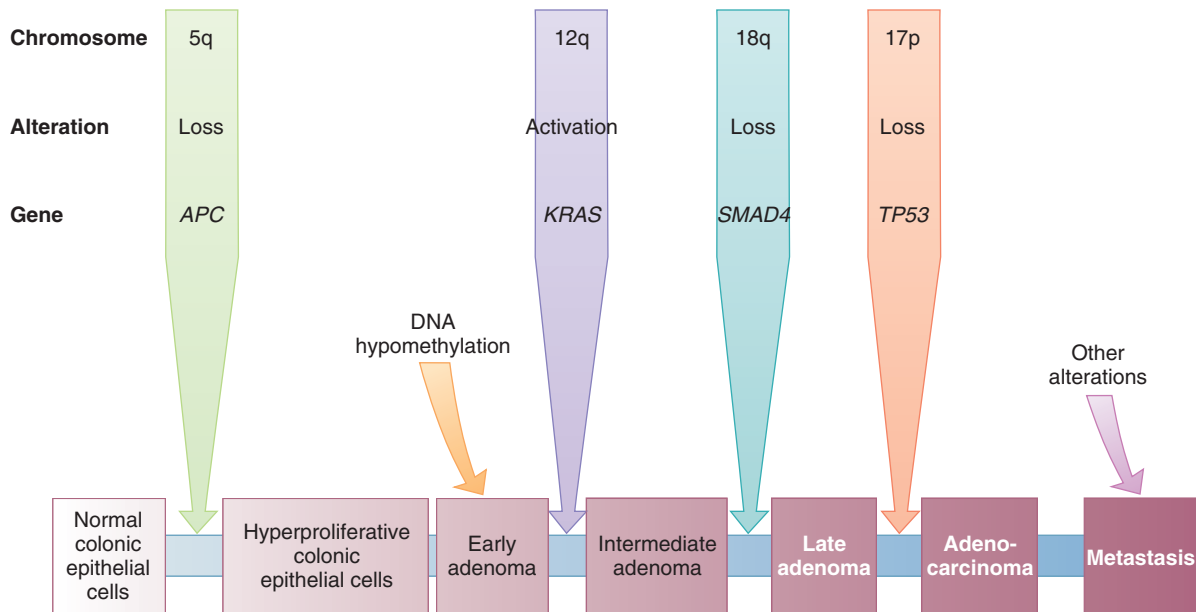 Chromosome 5q 12q 18q 17p
Alteration Loss Activation Loss Loss
Gene APC KRAS SMAD4 TP53
DNA
hypomethylation
Other
alterations
Normal
colonic
epithelial
cells
Hyperproliferative
colonic
epithelial cells
Early
adenoma
Intermediate
adenoma
Late
adenoma
Adeno-
carcinoma
Metastasis